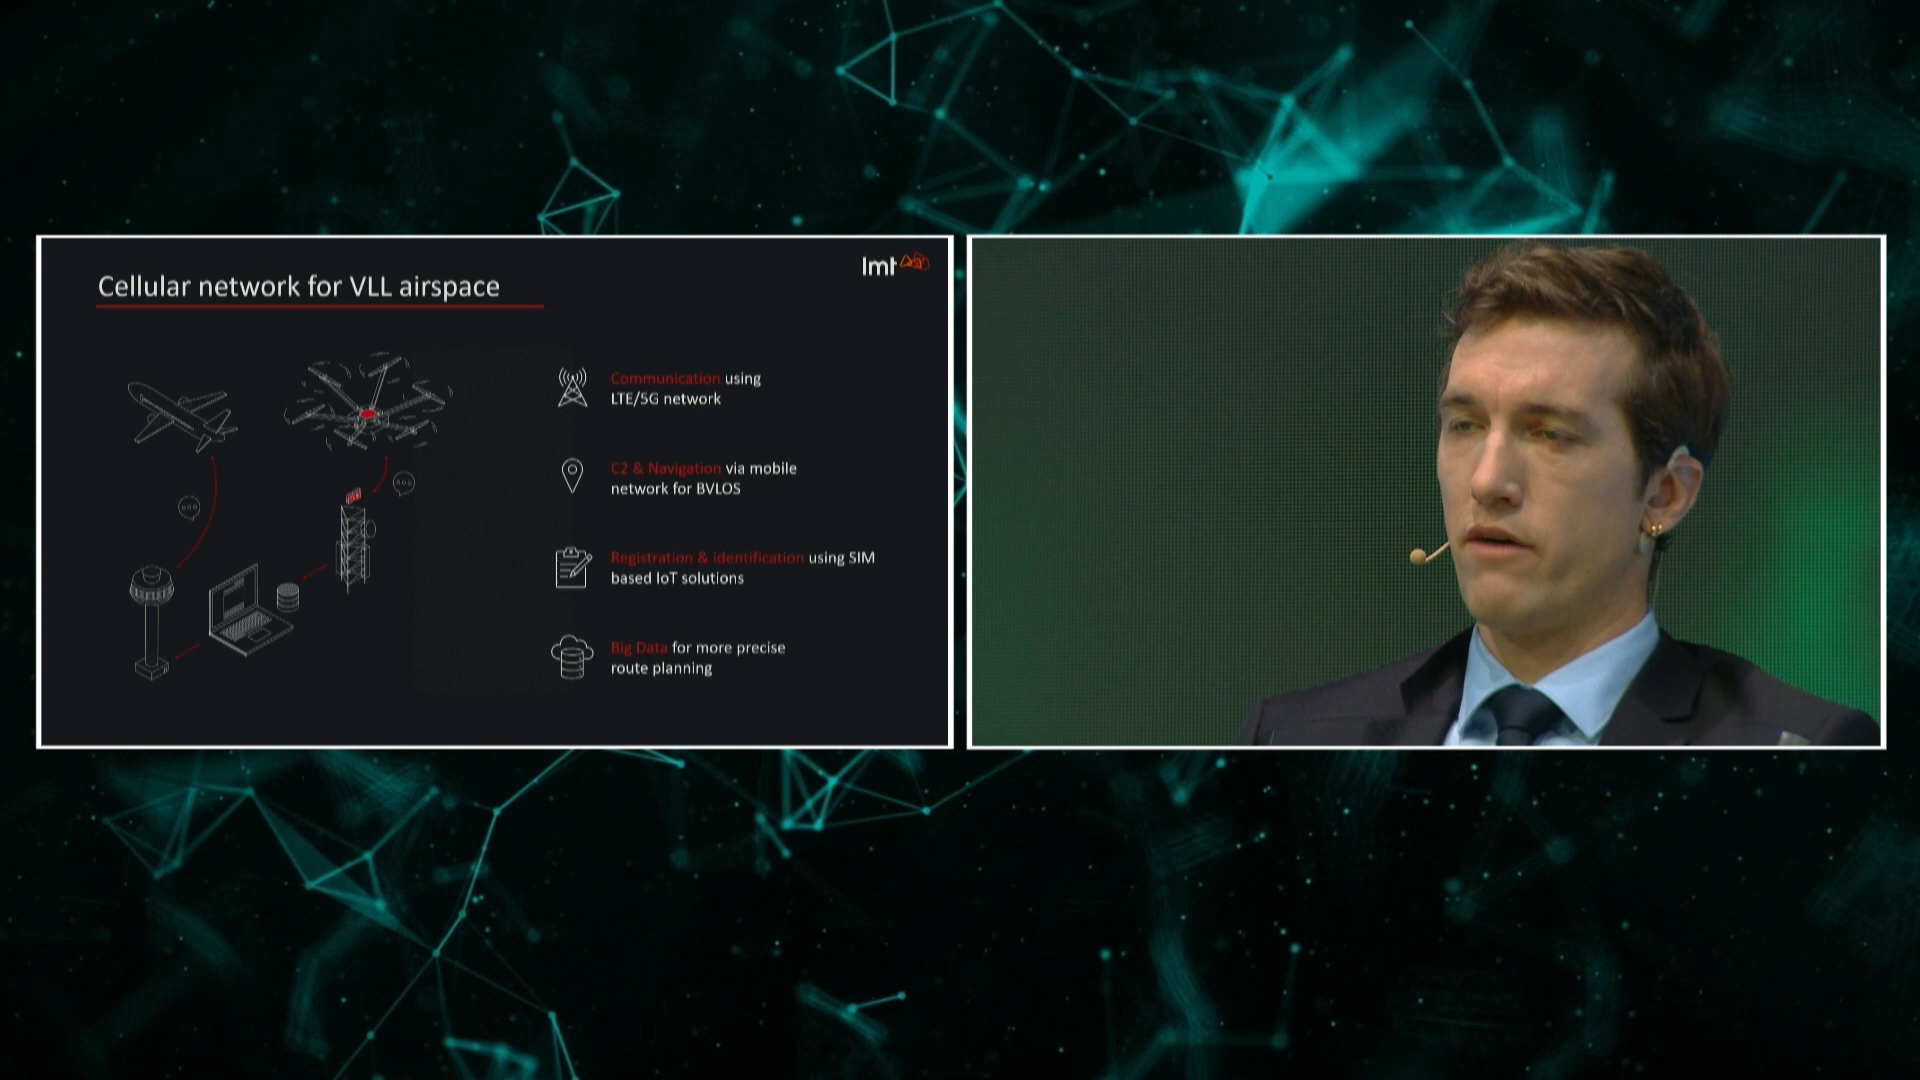 Cellular network for VLL airspace
lmt
Communication using
LTE/5G network
C2 & Navigation via mobile
network for BVLOS
Registration & identification using SIM
based IoT solutions
Big Data for more precise
route planning